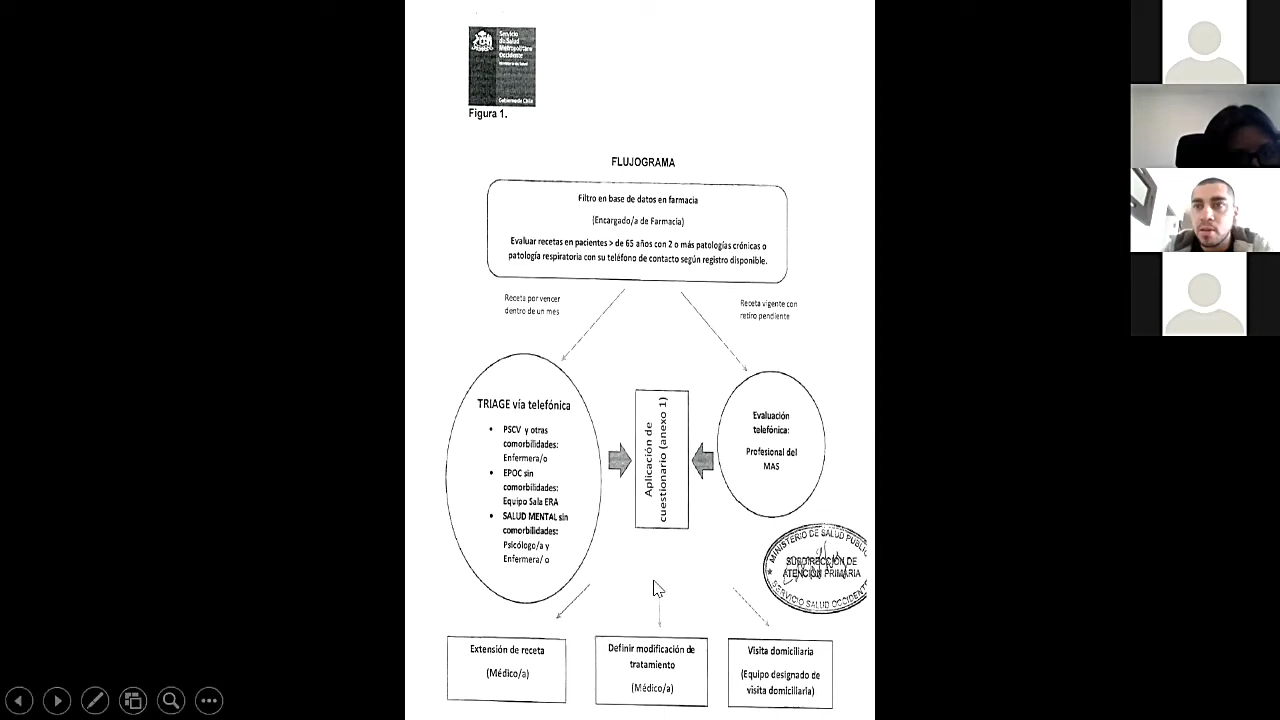 Servicio
de Salud
Metropolitano
Occidente
Ministerio de Salud
Gobierno de Chile
Figura 1.
FLUJOGRAMA
Filtro en base de datos en farmacia
(Encargado/a de Farmacia)
Evaluar recetas en pacientes > de 65 años con 2 o más patologías crónicas o
patología respiratoria con su teléfono de contacto según registro disponible.
Receta por vencer
dentro de un mes
Receta vigente con
retiro pendiente
TRIAGE vía telefónica
• PSCV y otras
comorbilidades:
Enfermera/o
• EPOC sin
comorbilidades:
Equipo Sala ERA
• SALUD MENTAL sin
comorbilidades:
Psicólogo/a y
Enfermera/ o
Aplicación de
cuestionario (anexo 1)
Evaluación
telefónica:
Profesional del
MAS
MINISTERIO DE SALUD PUBLIC
SUBDIRECCIÓN DE
ATENCIÓN PRIMARIA
SERVICIO SALUD OCCIDENTE
Extensión de receta
(Médico/a)
Definir modificación de
tratamiento
(Médico/a)
Visita domiciliaria
(Equipo designado de
visita domiciliaria)